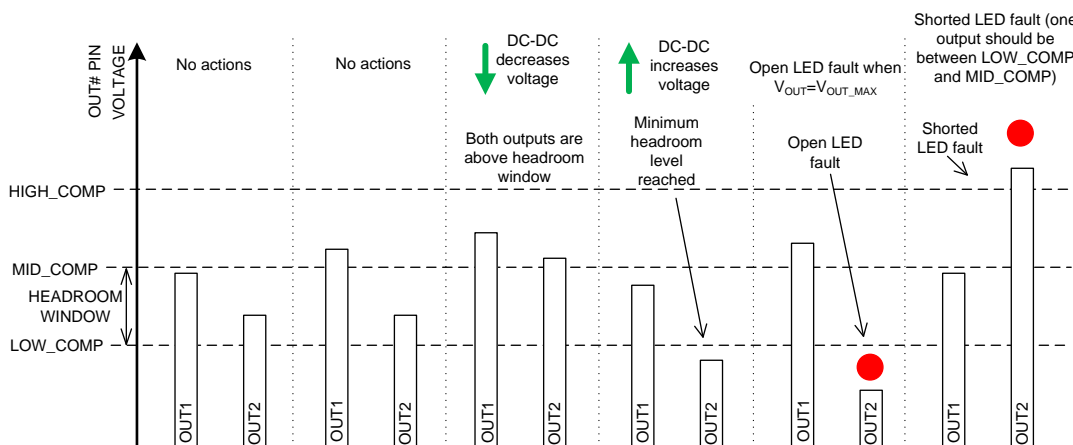 OUT# PIN
VOLTAGE
No actions
No actions
DC-DC
decreases
voltage
Both outputs are
above headroom
window
DC-DC
increases
voltage
Minimum
headroom
level
reached
Open LED fault when
VOUT=VOUT_MAX
Open LED
fault
Shorted LED fault (one
output should be
between LOW_COMP
and MID_COMP)
Shorted
LED fault
HIGH_COMP
MID_COMP
HEADROOM
WINDOW
LOW_COMP
OUT1
OUT2
OUT1
OUT2
OUT1
OUT2
OUT1
OUT2
OUT1
OUT2
OUT1
OUT2